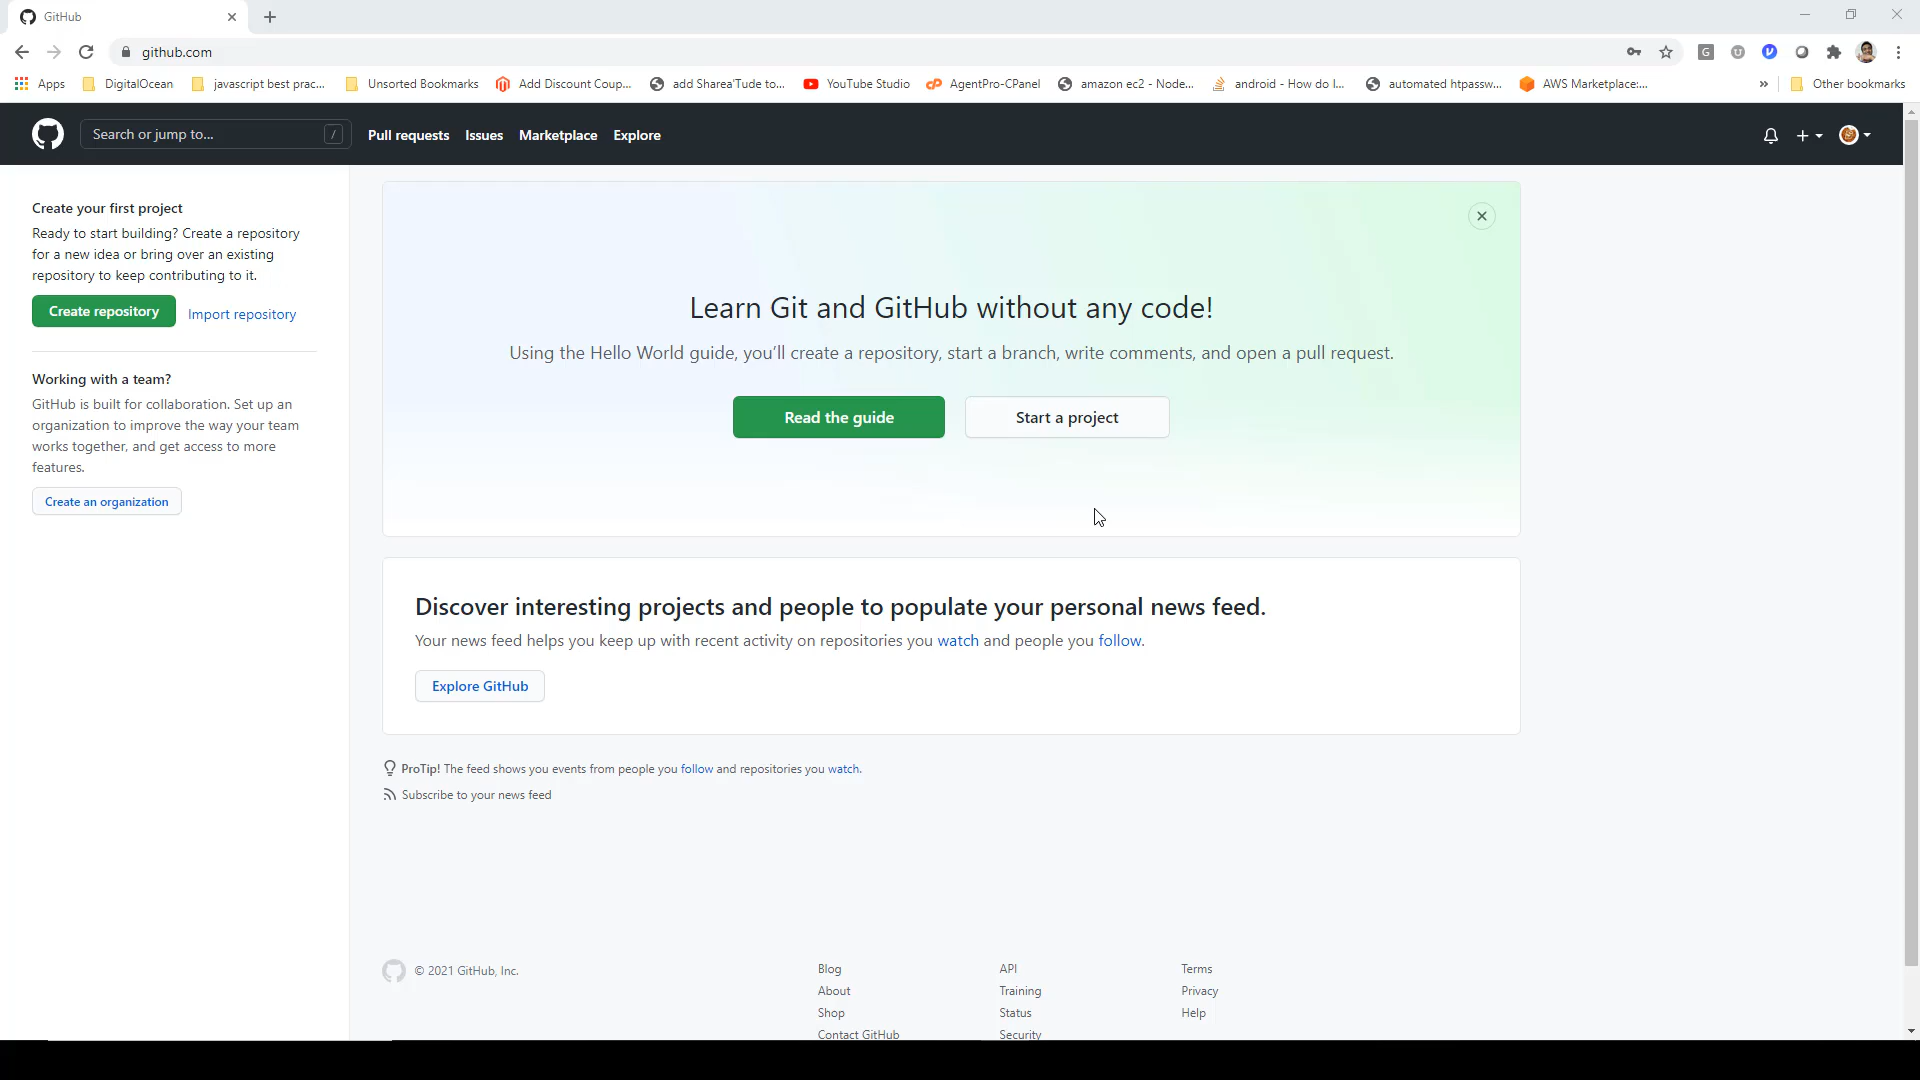 GitHub
github.com
Apps DigitalOcean javascript best prac... Unsorted Bookmarks Add Discount Coup... add Sharea'Tude to... YouTube Studio AgentPro-CPanel amazon ec2 - Node... android - How do I... automated htpassw... AWS Marketplace:... » Other bookmarks
Search or jump to... / Pull requests Issues Marketplace Explore
Create your first project
Ready to start building? Create a repository
for a new idea or bring over an existing
repository to keep contributing to it.
Create repository Import repository
Working with a team?
GitHub is built for collaboration. Set up an
organization to improve the way your team
works together, and get access to more
features.
Create an organization
Learn Git and GitHub without any code!
Using the Hello World guide, you’ll create a repository, start a branch, write comments, and open a pull request.
Read the guide Start a project
Discover interesting projects and people to populate your personal news feed.
Your news feed helps you keep up with recent activity on repositories you watch and people you follow.
Explore GitHub
ProTip! The feed shows you events from people you follow and repositories you watch.
Subscribe to your news feed
© 2021 GitHub, Inc.
Blog
About
Shop
Contact GitHub
API
Training
Status
Security
Terms
Privacy
Help